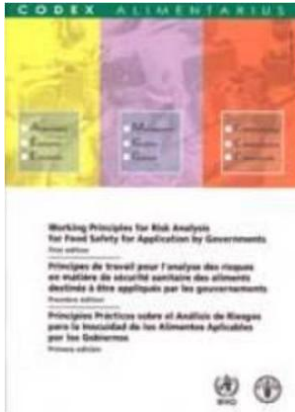 CODEX ALIMENTARIUS
Working Principles for Risk Analysis
for Food Safety for Application by Governments
First edition
Principes de travail pour l'analyse des risques
en matière de sécurité sanitaire des aliments
destinés à être appliqués par les gouvernements
Première édition
Principios Prácticos sobre el Análisis de Riesgos
para la Inocuidad de los Alimentos Aplicables
por los Gobiernos
Primera edición
WHO